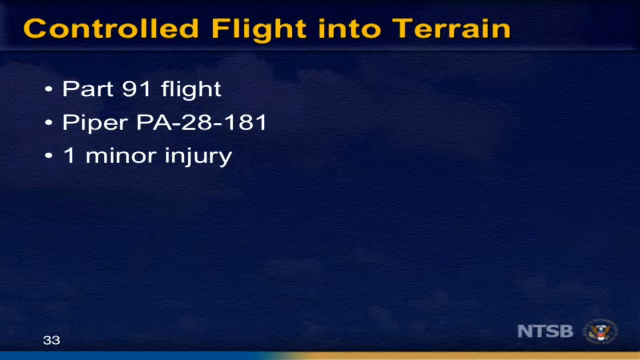 Controlled Flight into Terrain
• Part 91 flight
• Piper PA-28-181
• 1 minor injury
33
NTSB